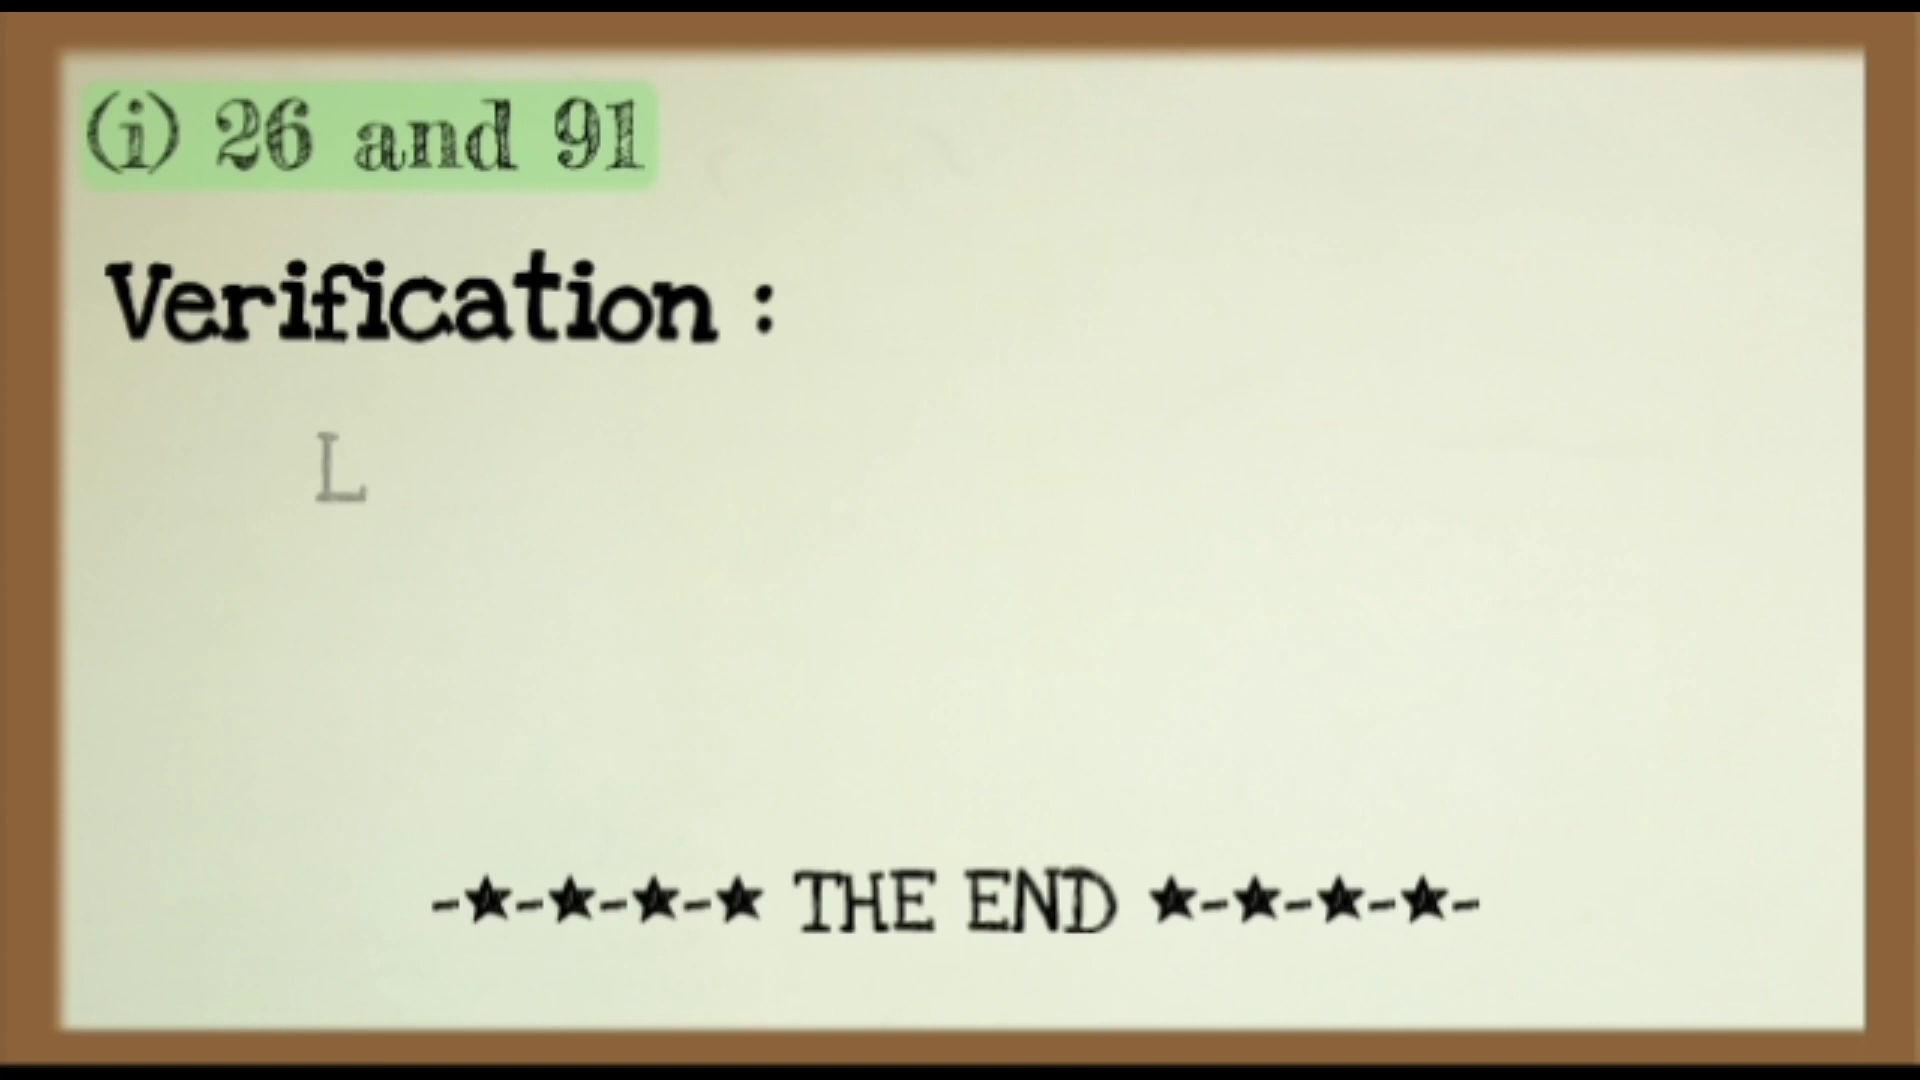 (i) 26 and 91
Verification :
L
-★-★-★-★ THE END ★-★-★-★-